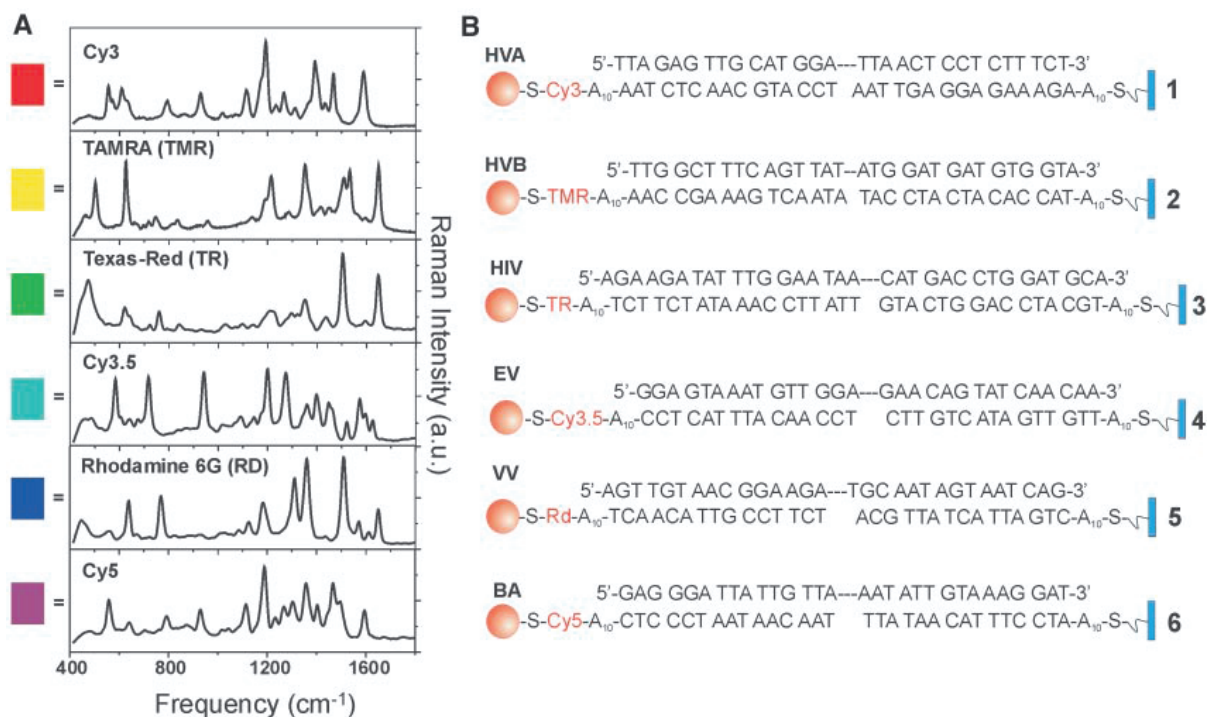 A
Cy3
=
TAMRA (TMR)
=
Texas-Red (TR)
=
Cy3.5
=
Rhodamine 6G (RD)
=
Cy5
=
400 800 1200 1600
Frequency (cm-1)
Raman Intensity (a.u.)
B
HVA
5'-TTA GAG TTG CAT GGA---TTA ACT CCT CTT TCT-3'
-S-Cy3-A10-AAT CTC AAC GTA CCT AAT TGA GGA GAA AGA-A10-S 1
HVB
5'-TTG GCT TTC AGT TAT--ATG GAT GAT GTG GTA-3'
-S-TMR-A10-AAC CGA AAG TCA ATA TAC CTA CTA CAC CAT-A10-S 2
HIV
5'-AGA AGA TAT TTG GAA TAA---CAT GAC CTG GAT GCA-3'
-S-TR-A10-TCT TCT ATA AAC CTT ATT GTA CTG GAC CTA CGT-A10-S 3
EV
5'-GGA GTA AAT GTT GGA---GAA CAG TAT CAA CAA-3'
-S-Cy3.5-A10-CCT CAT TTA CAA CCT CTT GTC ATA GTT GTT-A10-S 4
VV
5'-AGT TGT AAC GGA AGA---TGC AAT AGT AAT CAG-3'
-S-Rd-A10-TCA ACA TTG CCT TCT ACG TTA TCA TTA GTC-A10-S 5
BA
5'-GAG GGA TTA TTG TTA---AAT ATT GTA AAG GAT-3'
-S-Cy5-A10-CTC CCT AAT AAC AAT TTA TAA CAT TTC CTA-A10-S 6